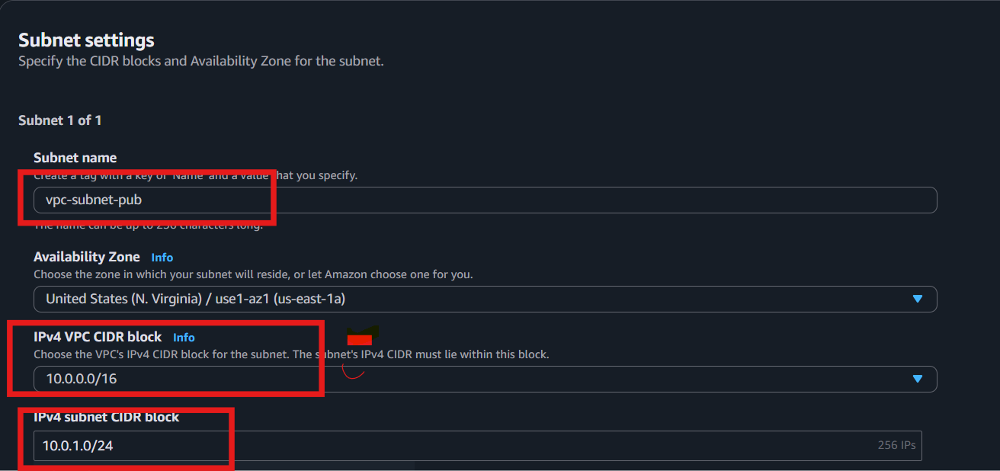 Subnet settings
Specify the CIDR blocks and Availability Zone for the subnet.
Subnet 1 of 1
Subnet name
Create a tag with a key of 'Name' and a value that you specify.
vpc-subnet-pub
The name can be up to 256 characters long.
Availability Zone Info
Choose the zone in which your subnet will reside, or let Amazon choose one for you.
United States (N. Virginia) / use1-az1 (us-east-1a)
IPv4 VPC CIDR block Info
Choose the VPC's IPv4 CIDR block for the subnet. The subnet's IPv4 CIDR must lie within this block.
10.0.0.0/16
IPv4 subnet CIDR block
10.0.1.0/24 256 IPs